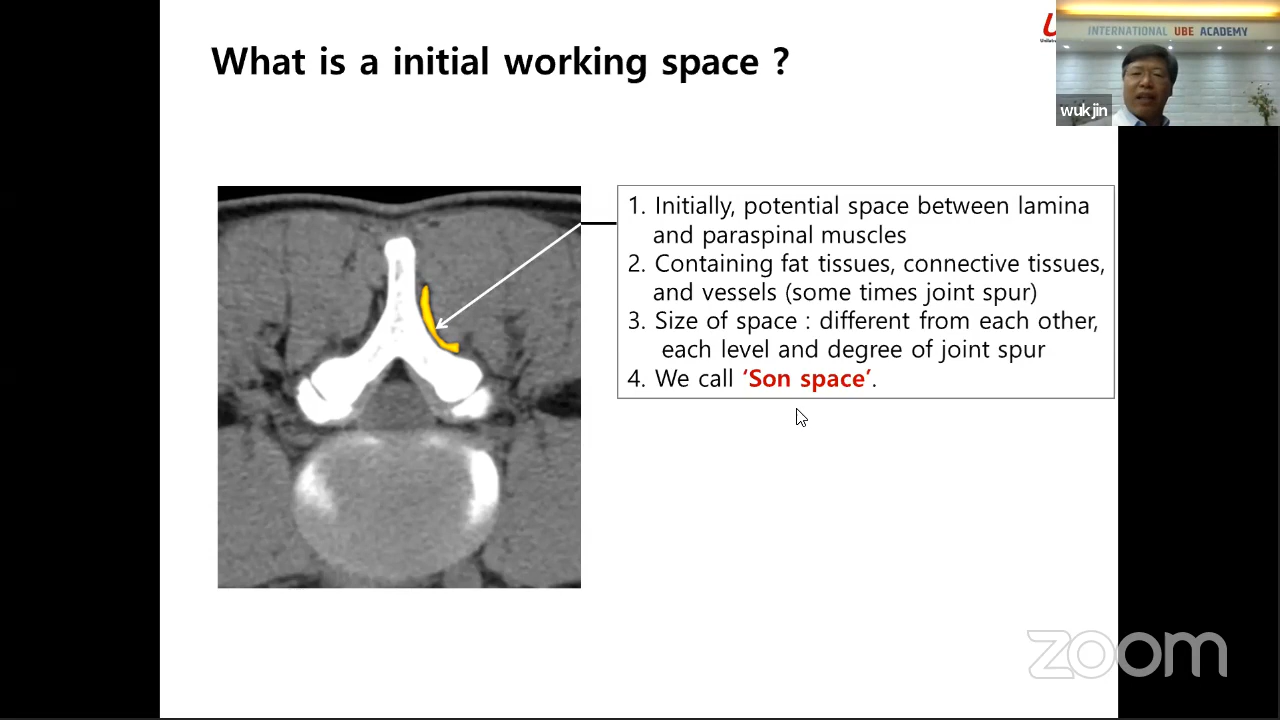 What is a initial working space ?
INTERNATIONAL UBE ACADEMY
wukjin
1. Initially, potential space between lamina
and paraspinal muscles
2. Containing fat tissues, connective tissues,
and vessels (some times joint spur)
3. Size of space : different from each other,
each level and degree of joint spur
4. We call ‘Son space’.
zoom